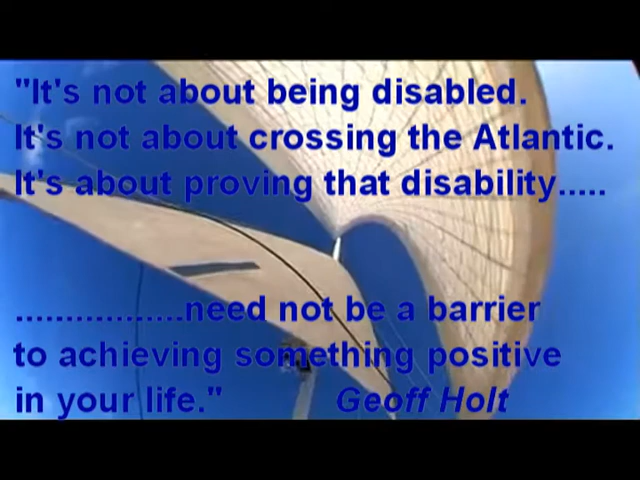 "It's not about being disabled.
It's not about crossing the Atlantic.
It's about proving that disability.....
.................need not be a barrier
to achieving something positive
in your life." Geoff Holt